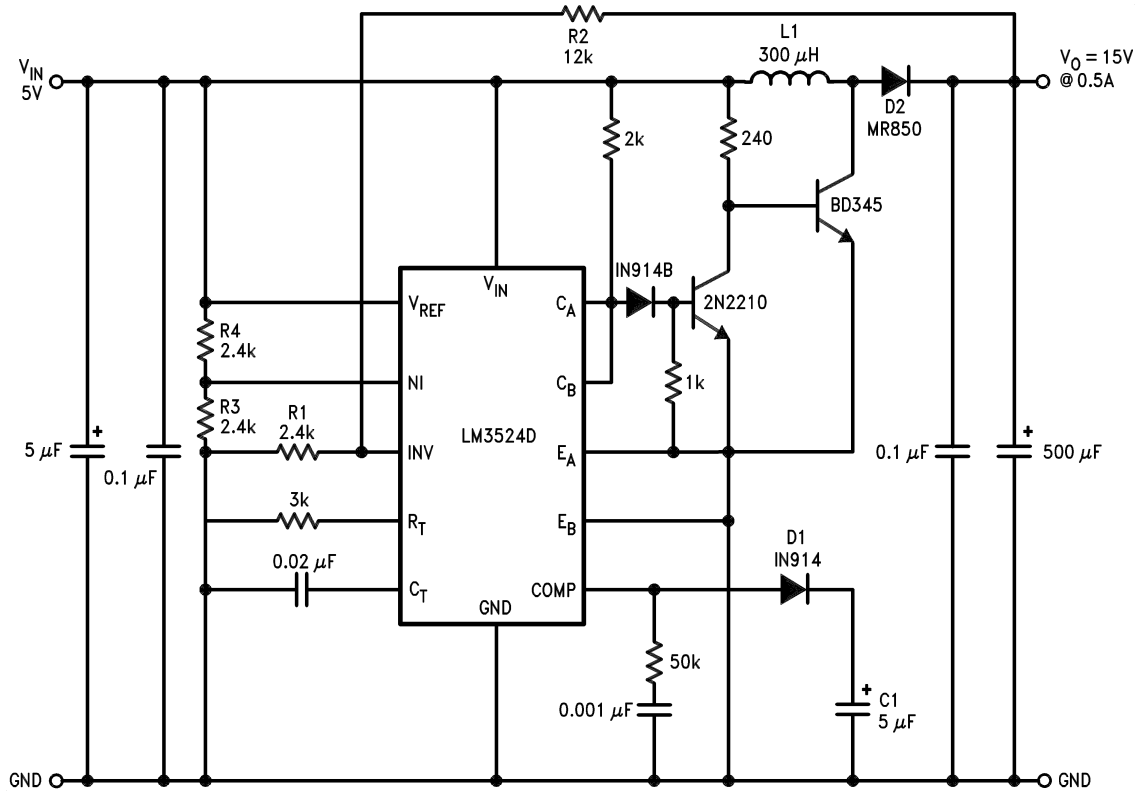 R2
12k
L1
300 μH
V_IN
5V
V_O = 15V
@ 0.5A
D2
MR850
2k
240
BD345
IN914B
2N2210
V_IN
V_REF
C_A
R4
2.4k
NI
C_B
1k
R3
2.4k
R1
2.4k
LM3524D
5 μF
+
0.1 μF
INV
E_A
0.1 μF
+
500 μF
3k
R_T
E_B
D1
IN914
0.02 μF
C_T
COMP
GND
50k
0.001 μF
+
C1
5 μF
GND
GND